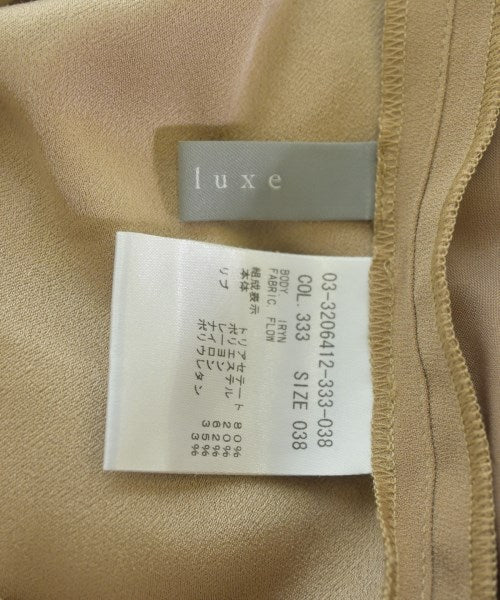 luxe
03-3206412-333-038
COL. 333 SIZE 038
BODY IRYN
FABRIC. FLOW
組成表示
本体 トリアセテート 80%
ポリエステル 20%
リブ レーヨン 62%
ナイロン 35%
ポリウレタン 3%